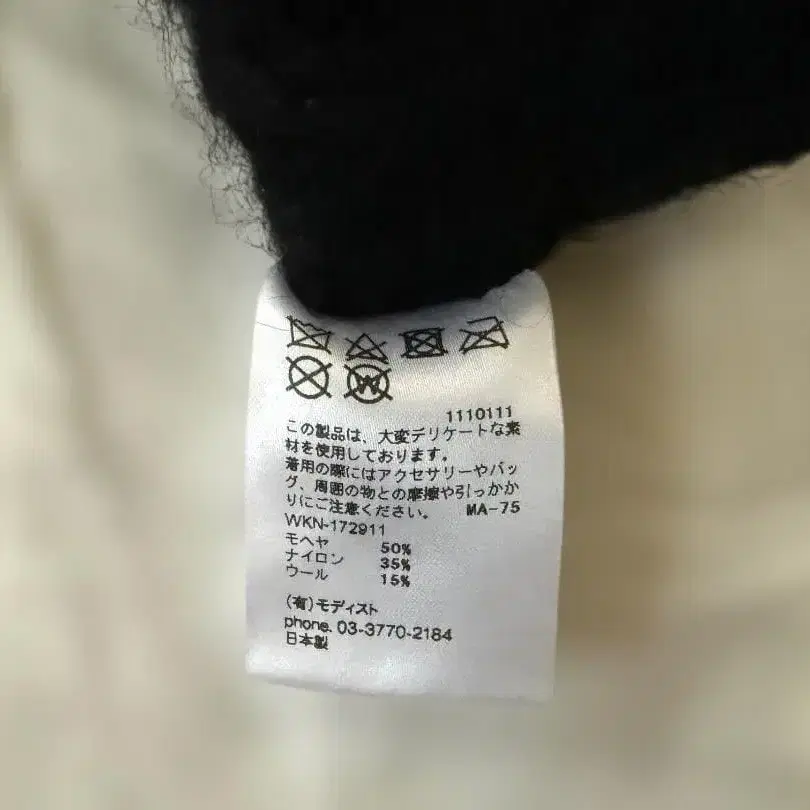 1110111
この製品は、大変デリケートな素
材を使用しております。
着用の際にはアクセサリーやバッ
グ、周囲の物との摩擦や引っかか
りにご注意ください。 MA-75
WKN-172911
モヘヤ 50%
ナイロン 35%
ウール 15%
(有)モディスト
phone. 03-3770-2184
日本製